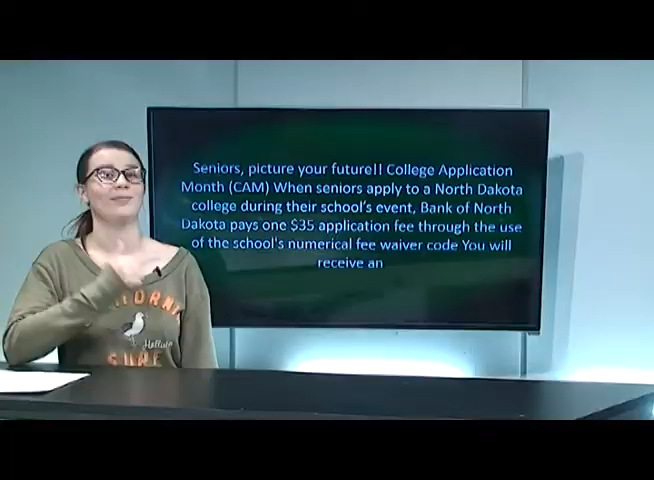 Seniors, picture your future!! College Application
Month (CAM) When seniors apply to a North Dakota
college during their school's event, Bank of North
Dakota pays one $35 application fee through the use
of the school's numerical fee waiver code You will
receive an
SURF